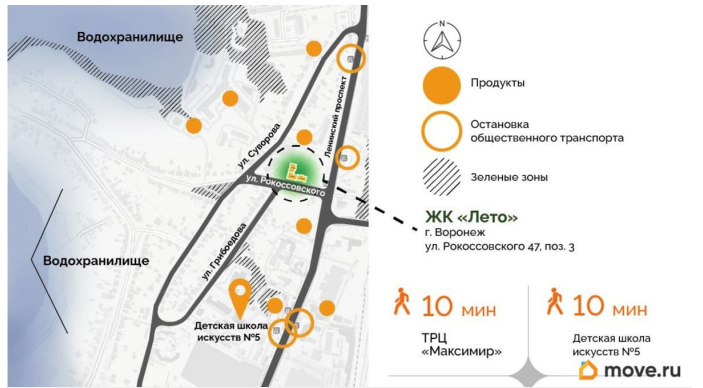 Водохранилище
Водохранилище
ул. Суворова
Ленинский проспект
ул. Рокоссовского
ул. Грибоедова
Детская школа
искусств №5
N
Продукты
Остановка
общественного транспорта
Зеленые зоны
ЖК «Лето»
г. Воронеж
ул. Рокоссовского 47, поз. 3
10 мин
ТРЦ
«Максимир»
10 мин
Детская школа
искусств №5
move.ru